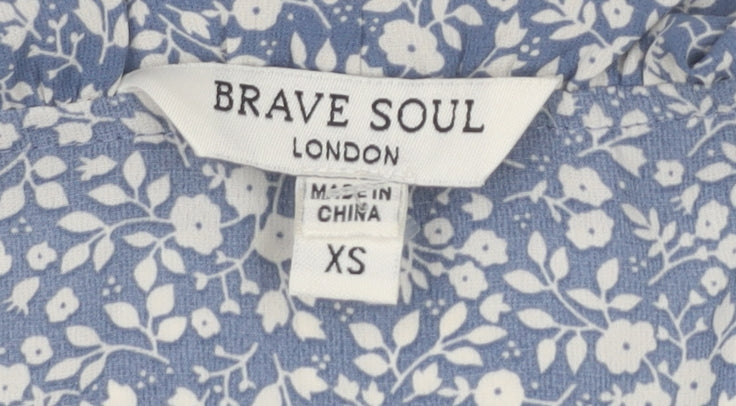 BRAVE SOUL
LONDON
MADE IN
CHINA
XS